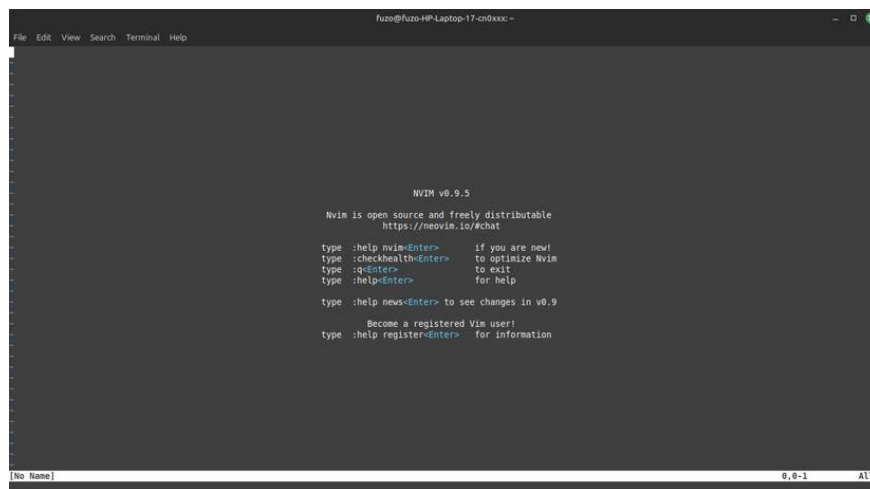 fuzo@fuzo-HP-Laptop-17-cn0xxx: ~
File Edit View Search Terminal Help
NVIM v0.9.5
Nvim is open source and freely distributable
https://neovim.io/#chat
type :help nvim<Enter> if you are new!
type :checkhealth<Enter> to optimize Nvim
type :q<Enter> to exit
type :help<Enter> for help
type :help news<Enter> to see changes in v0.9
Become a registered Vim user!
type :help register<Enter> for information
[No Name] 0,0-1